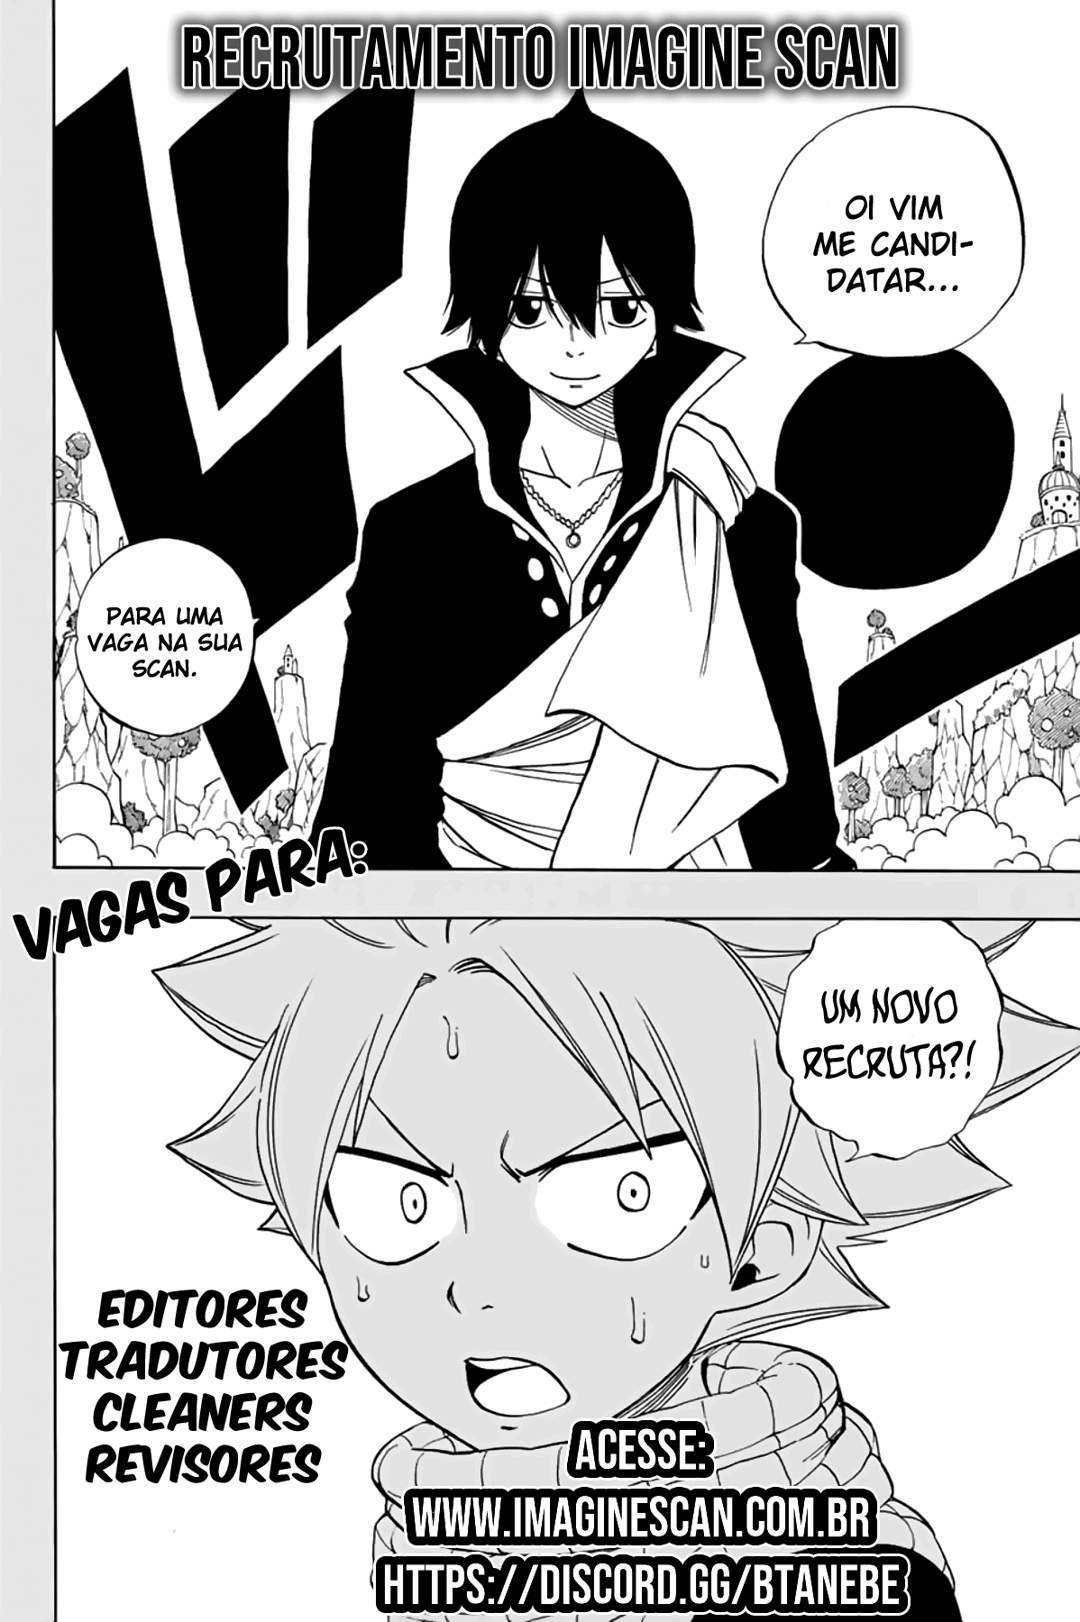 RECRUTAMENTO IMAGINE SCAN
OI VIM
ME CANDI-
DATAR...
PARA UMA
VAGA NA SUA
SCAN.
VAGAS PARA:
UM NOVO
RECRUTA?!
EDITORES
TRADUTORES
CLEANERS
REVISORES
ACESSE:
WWW.IMAGINESCAN.COM.BR
HTTPS://DISCORD.GG/BTANEBE